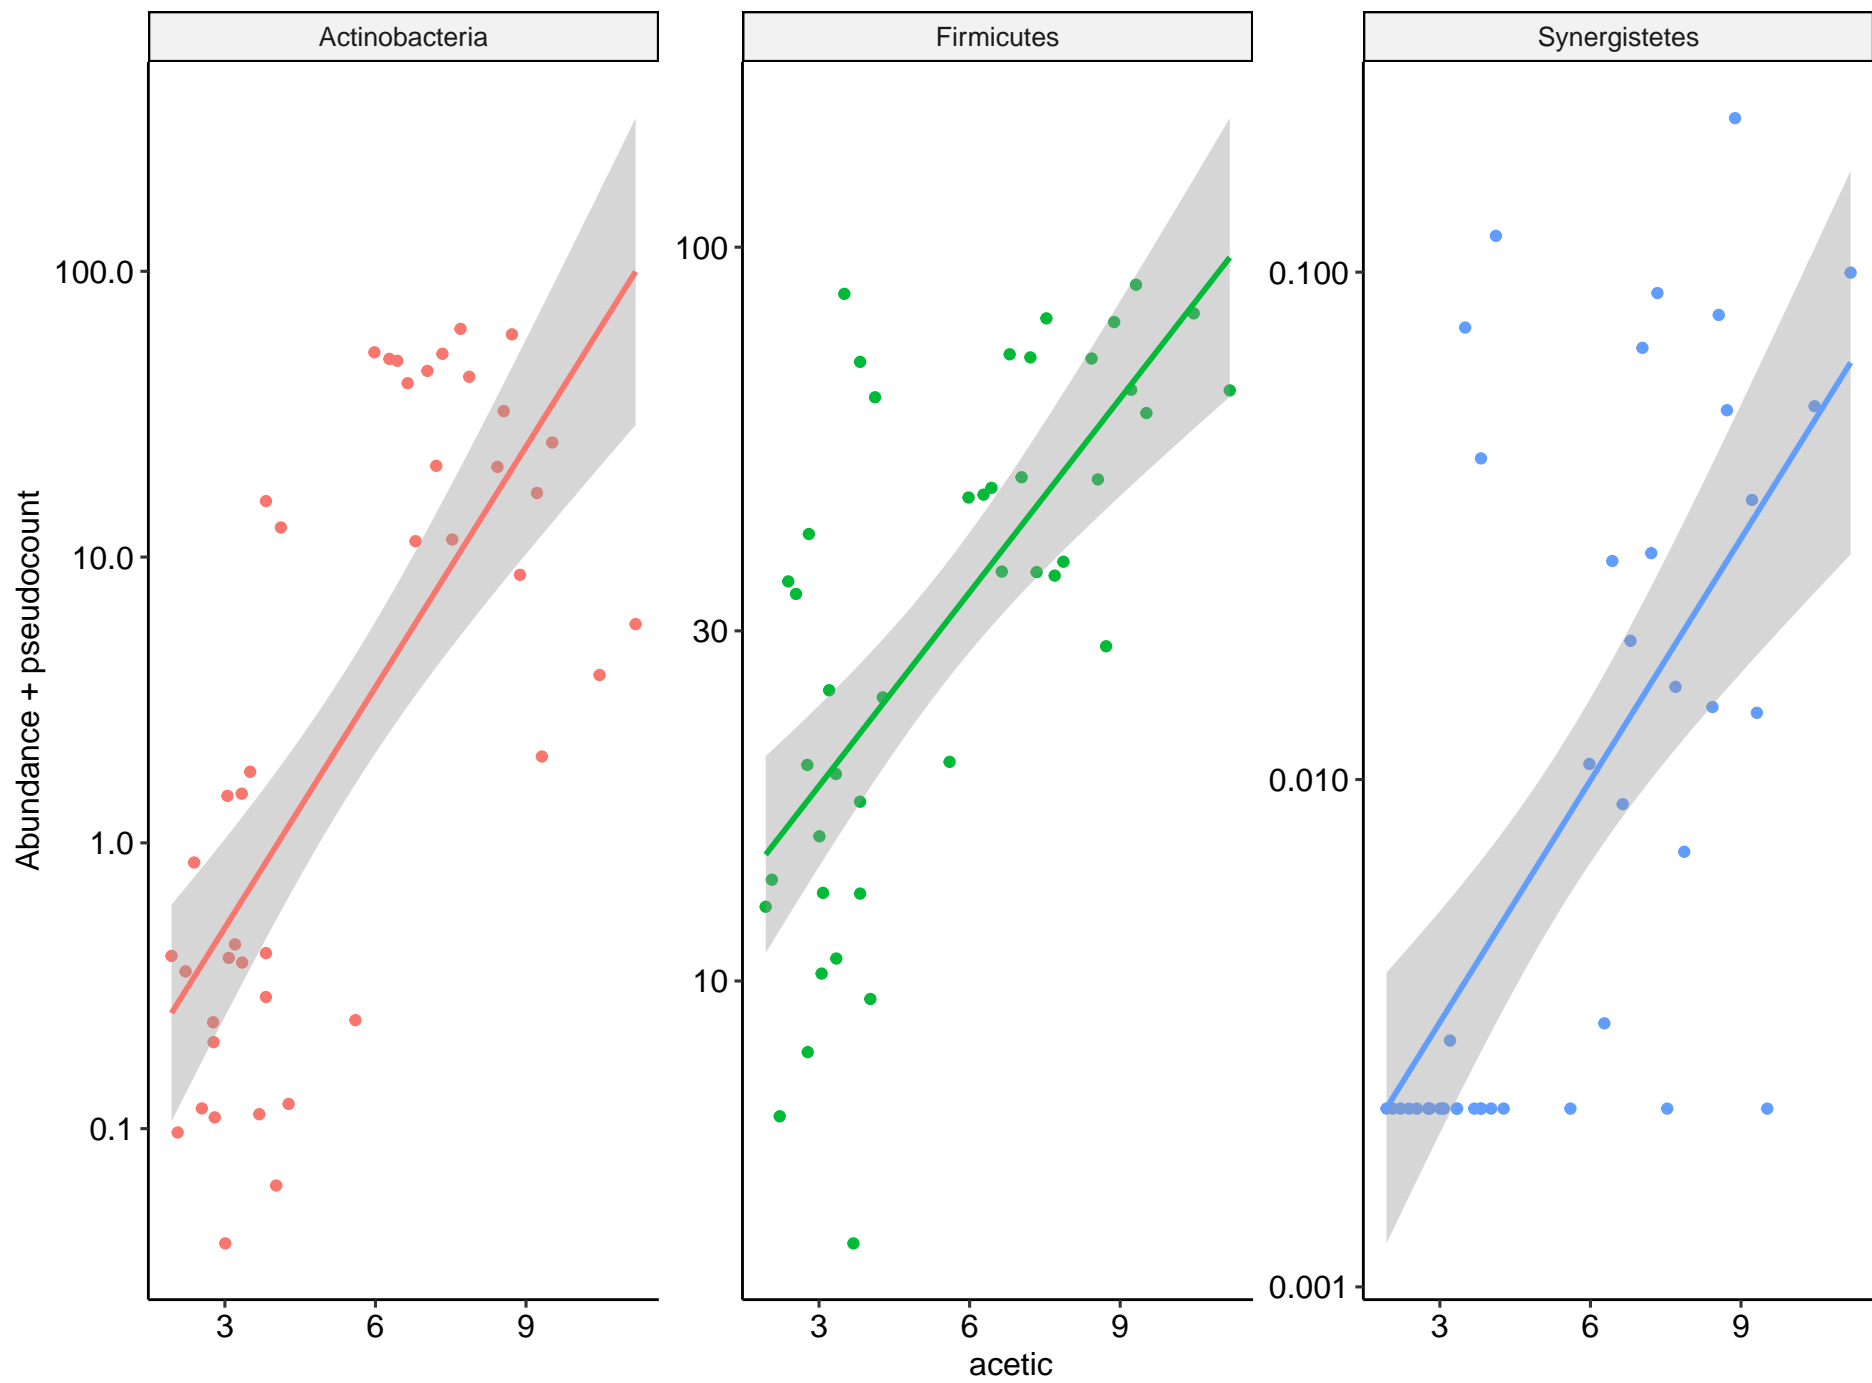 Actinobacteria
Firmicutes
Synergistetes
Abundance + pseudocount
100.0
10.0
1.0
0.1
100
30
10
0.100
0.010
0.001
3 6 9
3 6 9
3 6 9
acetic